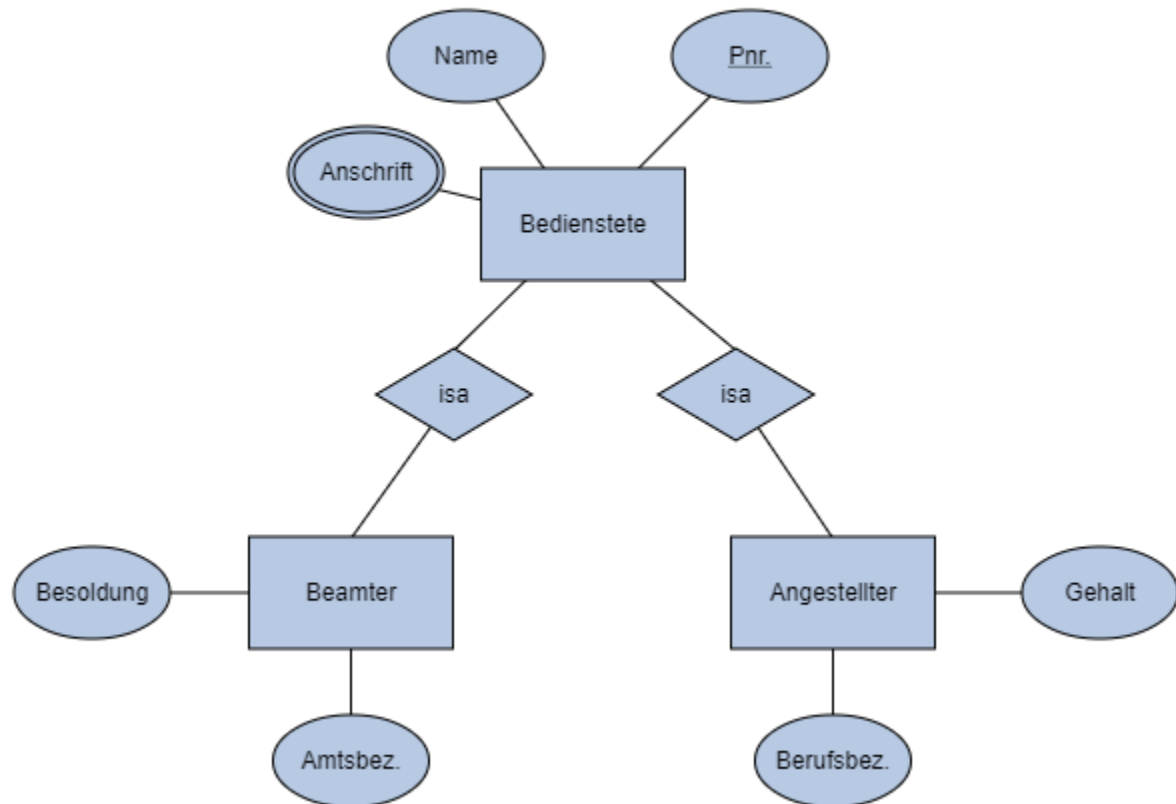 Name
Pnr.
Anschrift
Bedienstete
isa
isa
Besoldung
Beamter
Angestellter
Gehalt
Amtsbez.
Berufsbez.